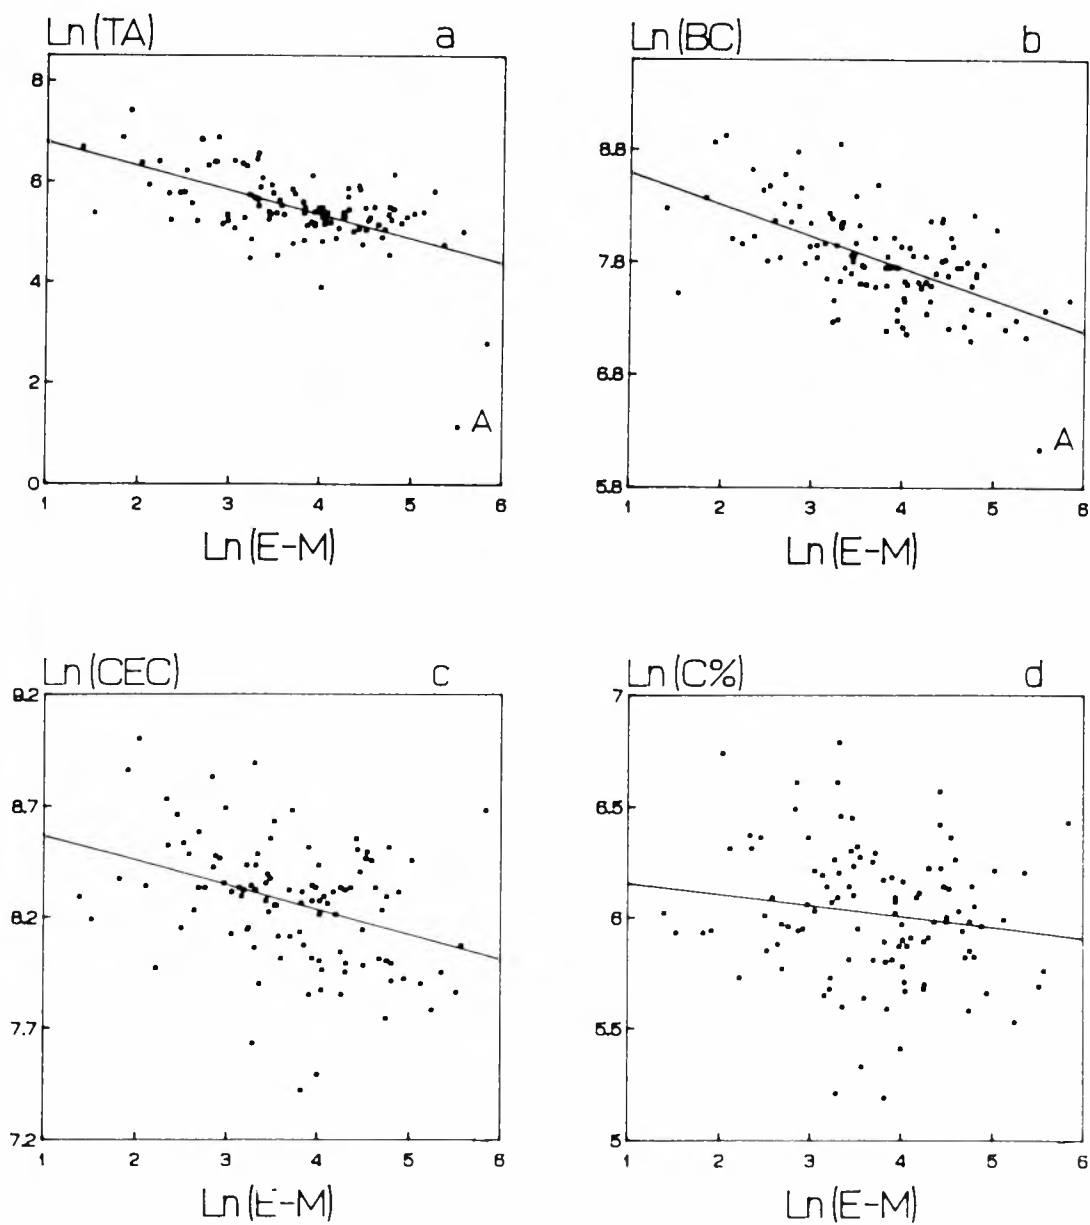 Ln(TA) a
8
6
4
2
0
A
1 2 3 4 5 6
Ln(E-M)
Ln(BC) b
8.8
7.8
6.8
5.8
A
1 2 3 4 5 6
Ln(E-M)
Ln(CEC) c
9.2
8.7
8.2
7.7
7.2
1 2 3 4 5 6
Ln(E-M)
Ln(C%) d
7
6.5
6
5.5
5
1 2 3 4 5 6
Ln(E-M)